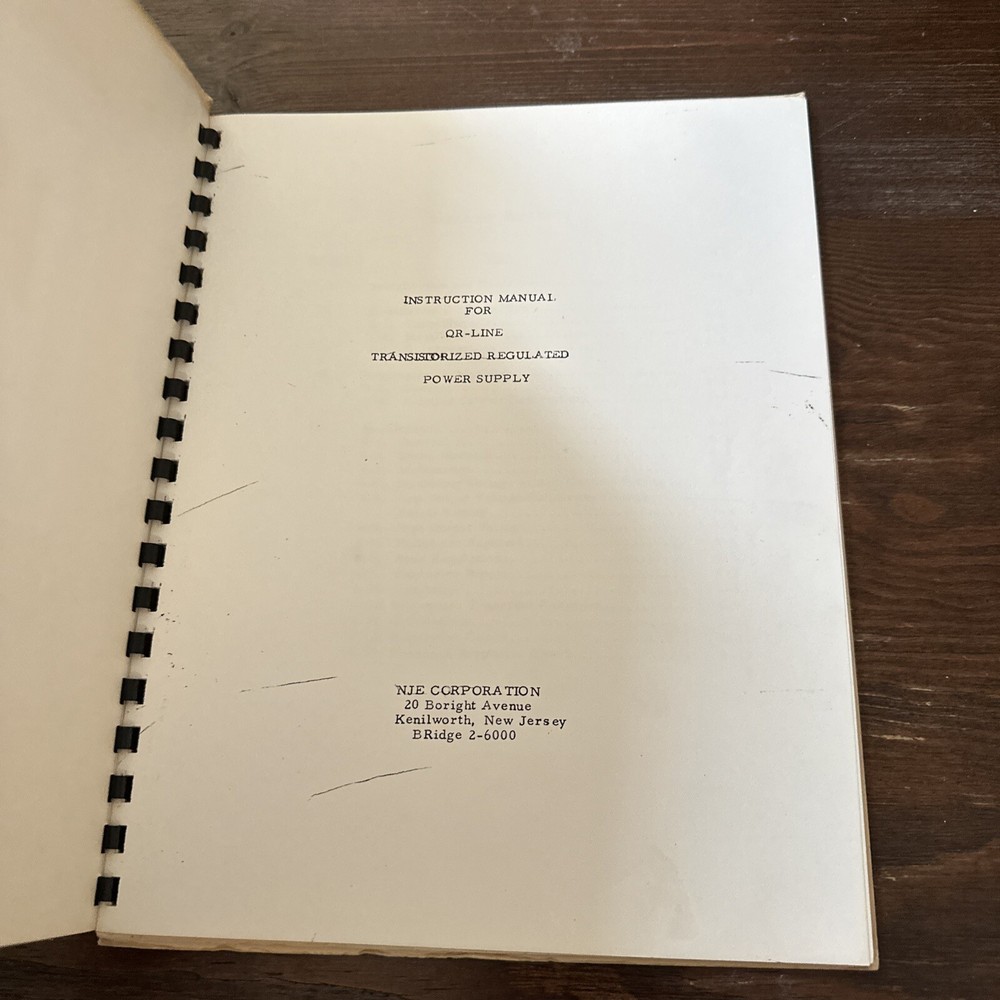 INSTRUCTION MANUAL
FOR
QR-LINE
TRANSISTORIZED REGULATED
POWER SUPPLY
NJE CORPORATION
20 Boright Avenue
Kenilworth, New Jersey
BRidge 2-6000